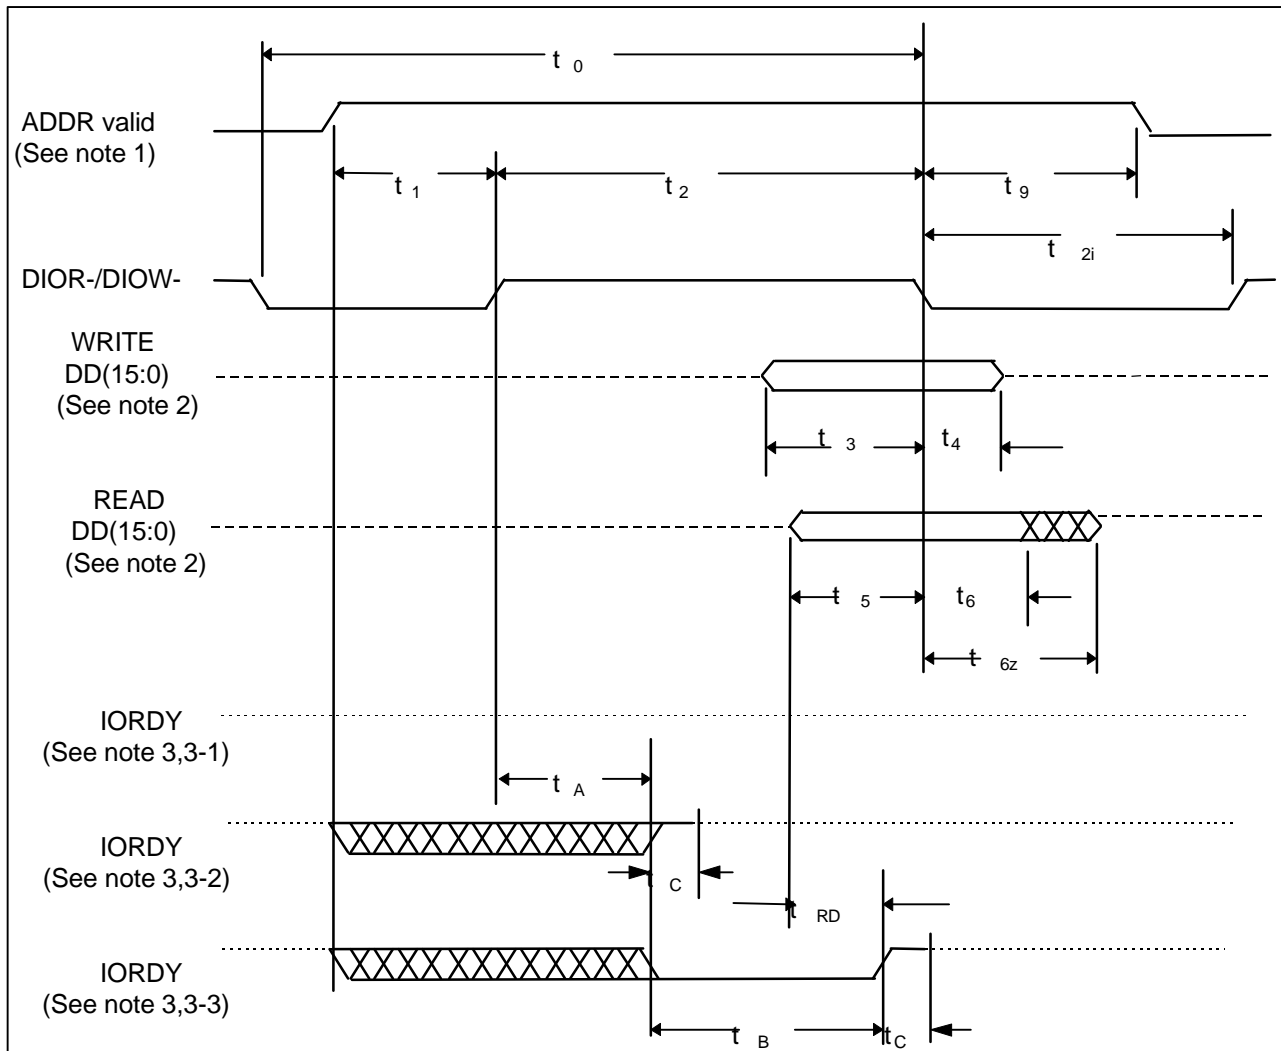 t 0
ADDR valid
(See note 1)
t 1
t 2
t 9
t 2i
DIOR-/DIOW-
WRITE
DD(15:0)
(See note 2)
t 3
t4
READ
DD(15:0)
(See note 2)
t 5
t6
t 6z
IORDY
(See note 3,3-1)
t A
IORDY
(See note 3,3-2)
t C
t RD
IORDY
(See note 3,3-3)
t B
tC